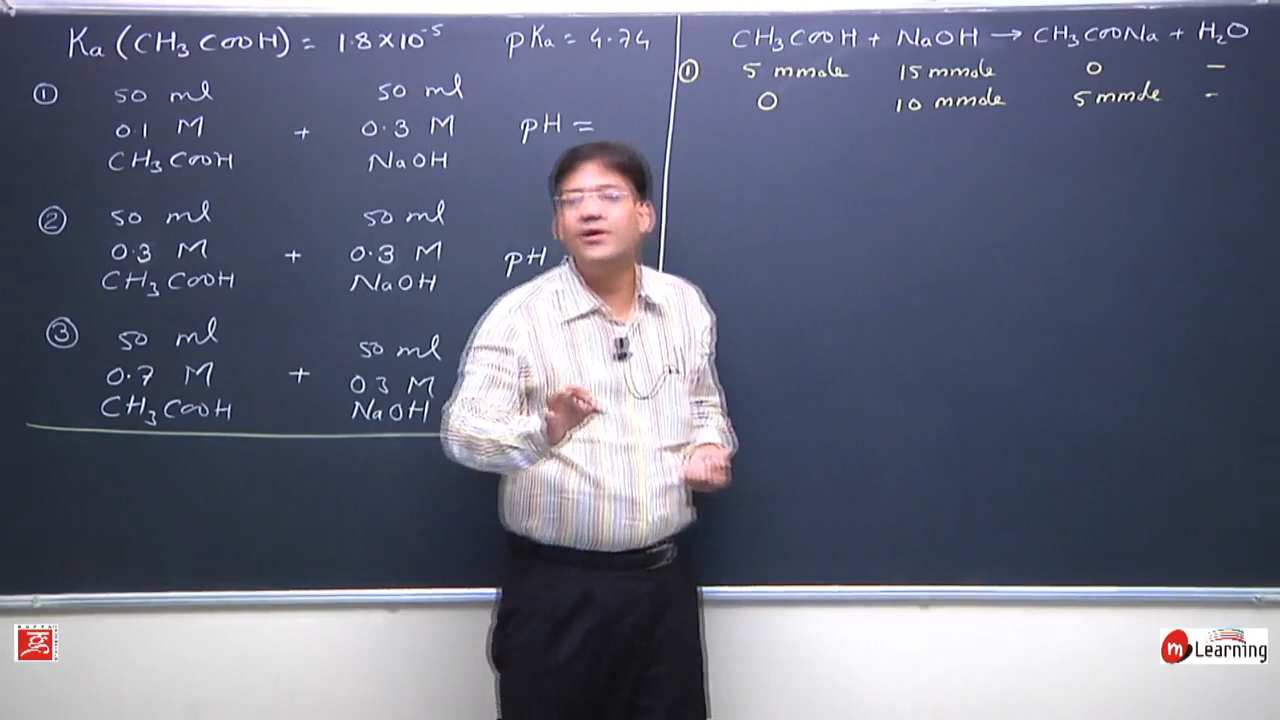 Ka (CH3COOH) = 1.8×10-5 pKa = 4.74
① 50 ml 50 ml
0.1 M + 0.3 M pH =
CH3COOH NaOH
② 50 ml 50 ml
0.3 M + 0.3 M pH
CH3COOH NaOH
③ 50 ml 50 ml
0.7 M + 03 M
CH3COOH NaOH
CH3COOH + NaOH → CH3COONa + H2O
① 5 mmole 15 mmole 0 –
0 10 mmole 5 mmole -
m Learning